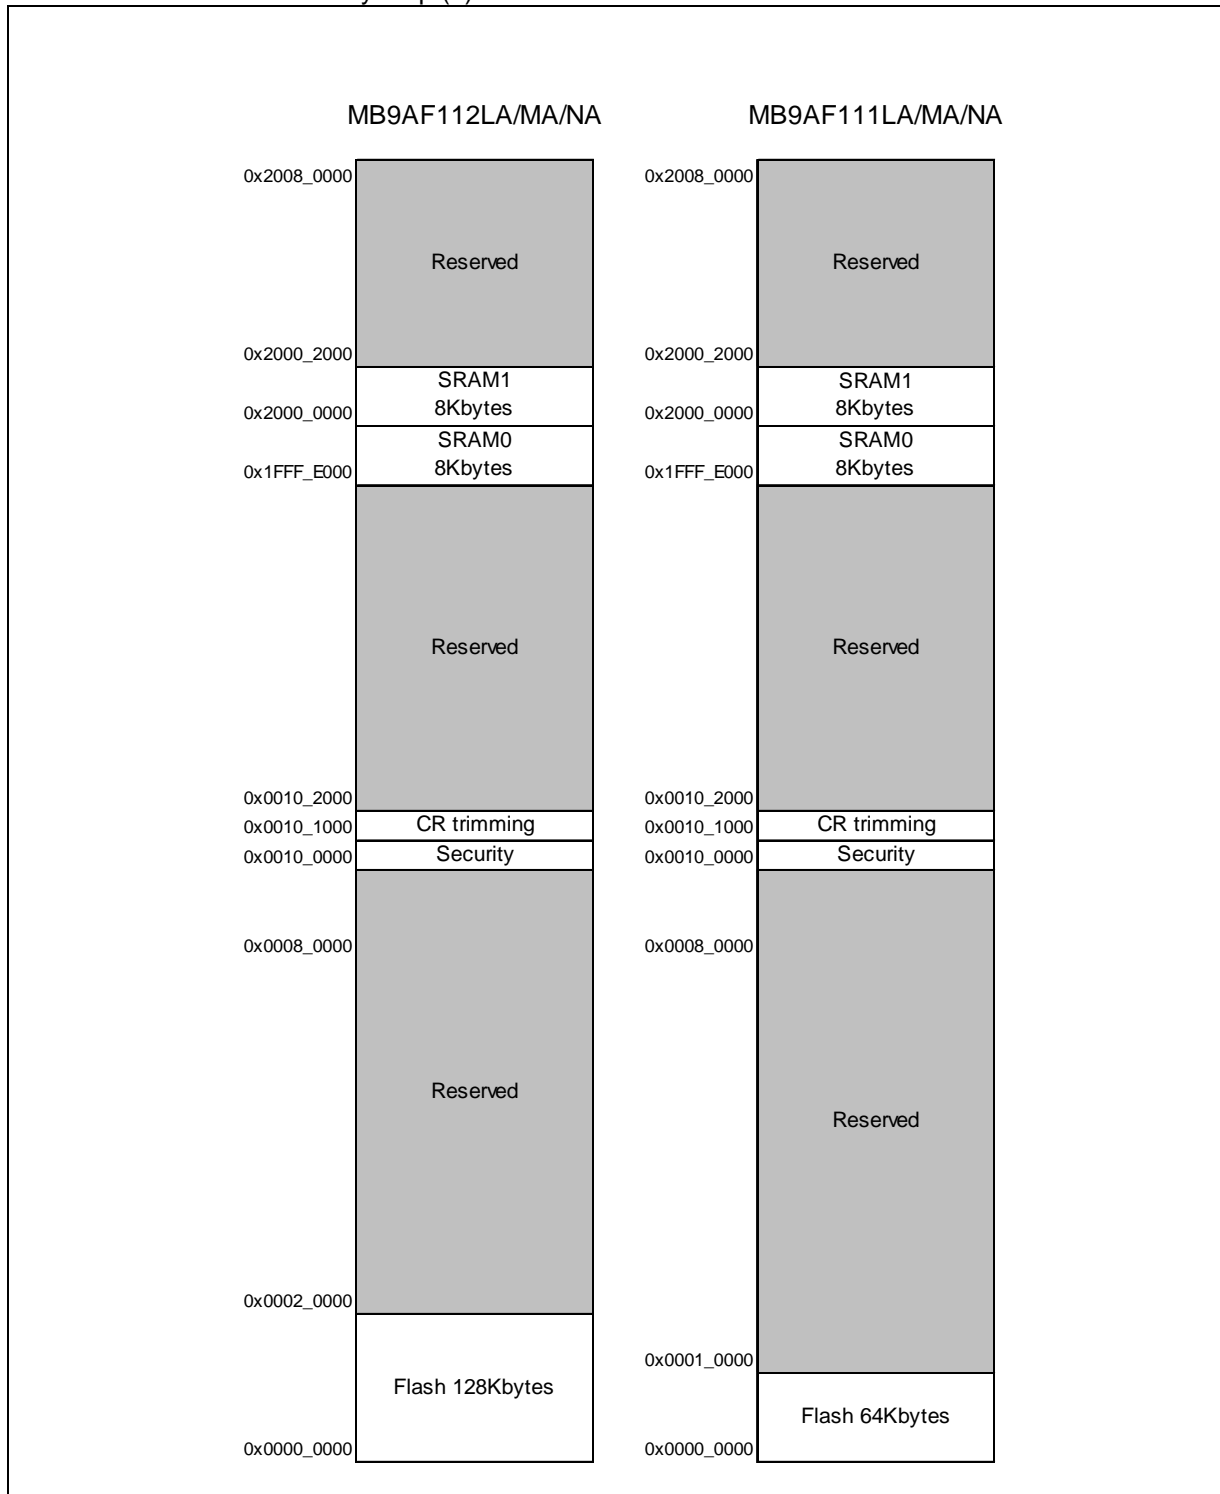 MB9AF112LA/MA/NA
0x2008_0000
Reserved
0x2000_2000
SRAM1
8Kbytes
0x2000_0000
SRAM0
8Kbytes
0x1FFF_E000
Reserved
0x0010_2000
CR trimming
0x0010_1000
Security
0x0010_0000
0x0008_0000
Reserved
0x0002_0000
Flash 128Kbytes
0x0000_0000
MB9AF111LA/MA/NA
0x2008_0000
Reserved
0x2000_2000
SRAM1
8Kbytes
0x2000_0000
SRAM0
8Kbytes
0x1FFF_E000
Reserved
0x0010_2000
CR trimming
0x0010_1000
Security
0x0010_0000
0x0008_0000
Reserved
0x0001_0000
Flash 64Kbytes
0x0000_0000